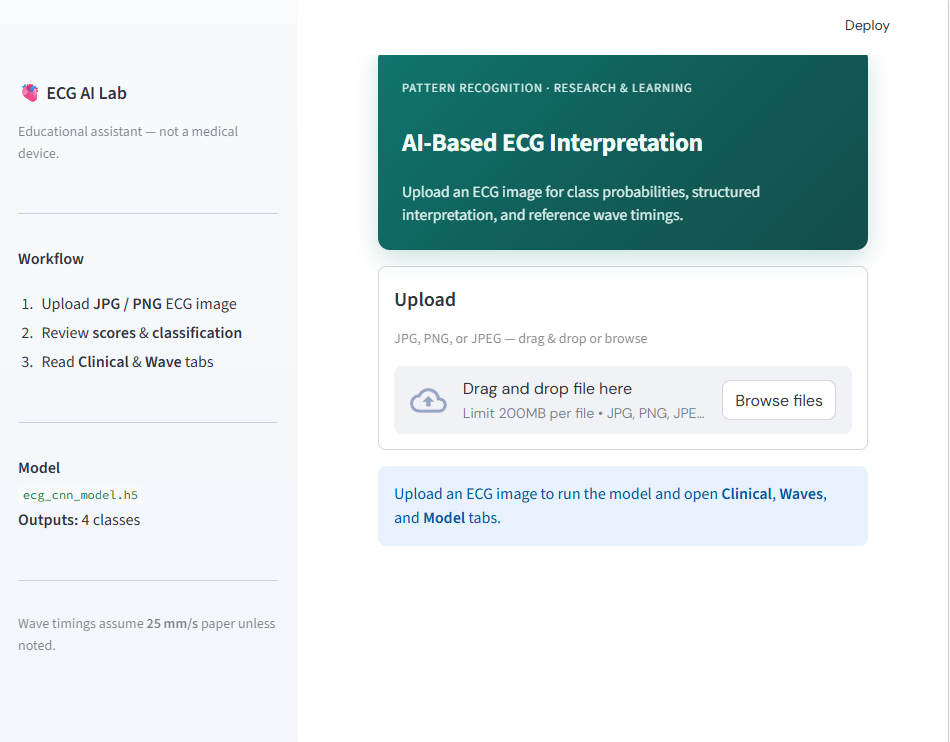 Deploy
ECG AI Lab
Educational assistant — not a medical
device.
Workflow
1. Upload JPG / PNG ECG image
2. Review scores & classification
3. Read Clinical & Wave tabs
Model
ecg_cnn_model.h5
Outputs: 4 classes
Wave timings assume 25 mm/s paper unless
noted.
PATTERN RECOGNITION · RESEARCH & LEARNING
AI-Based ECG Interpretation
Upload an ECG image for class probabilities, structured
interpretation, and reference wave timings.
Upload
JPG, PNG, or JPEG — drag & drop or browse
Drag and drop file here
Limit 200MB per file • JPG, PNG, JPE...
Browse files
Upload an ECG image to run the model and open Clinical, Waves,
and Model tabs.